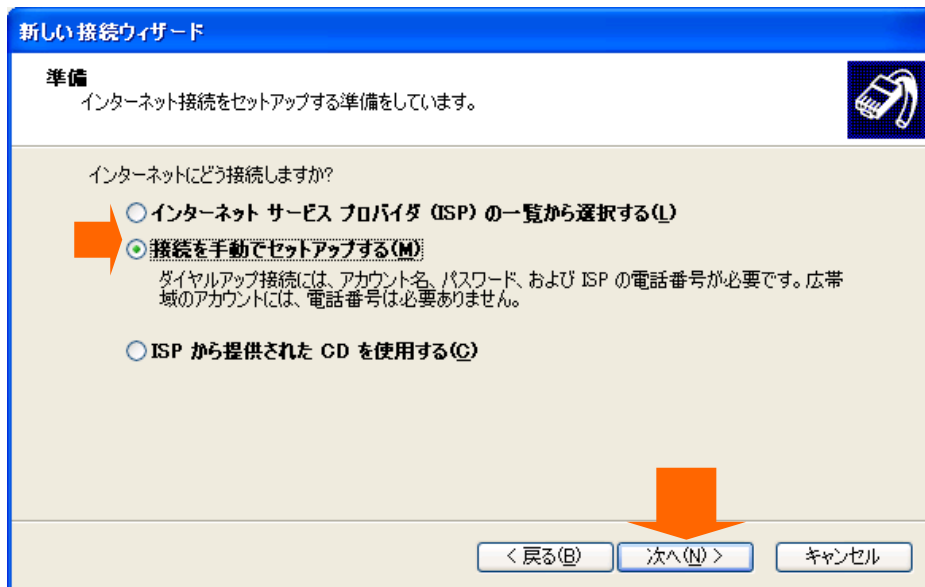 新しい接続ウィザード
準備
インターネット接続をセットアップする準備をしています。
インターネットにどう接続しますか?
インターネット サービス プロバイダ (ISP) の一覧から選択する(L)
接続を手動でセットアップする(M)
ダイヤルアップ接続には、アカウント名、パスワード、および ISP の電話番号が必要です。広帯
域のアカウントには、電話番号は必要ありません。
ISP から提供された CD を使用する(C)
< 戻る(B) 次へ(N) > キャンセル